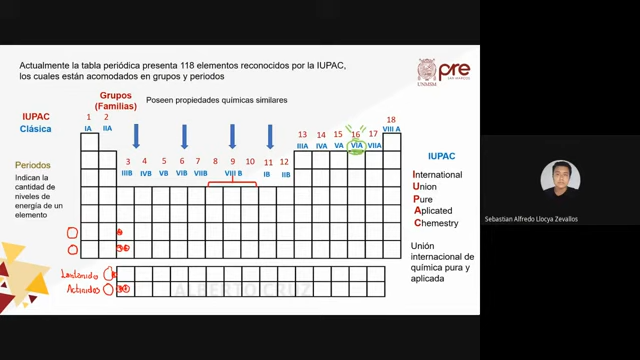 Actualmente la tabla periódica presenta 118 elementos reconocidos por la IUPAC,
los cuales están acomodados en grupos y periodos
pre
SAN MARCOS
UNMSM
Grupos
(Familias)
Poseen propiedades químicas similares
IUPAC
Clásica
1 2 3 4 5 6 7 8 9 10 11 12 13 14 15 16 17 18
IA IIA IIIB IVB VB VIB VIIB VIII B IB IIB IIIA IVA VA VIA VIIA VIII A
Periodos
Indican la
cantidad de
niveles de
energía de un
elemento
Lantanido
Actinidos
ALBERTO CRUZ
IUPAC
International
Union
Pure
Aplicated
Chemestry
Unión
internacional de
química pura y
aplicada
Sebastian Alfredo Llocya Zevallos